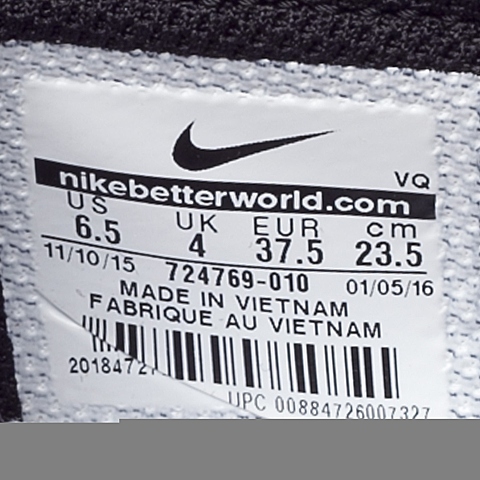 VQ
nikebetterworld.com
US UK EUR cm
6.5 4 37.5 23.5
11/10/15 724769-010 01/05/16
MADE IN VIETNAM
FABRIQUE AU VIETNAM
UPC 00884726007327